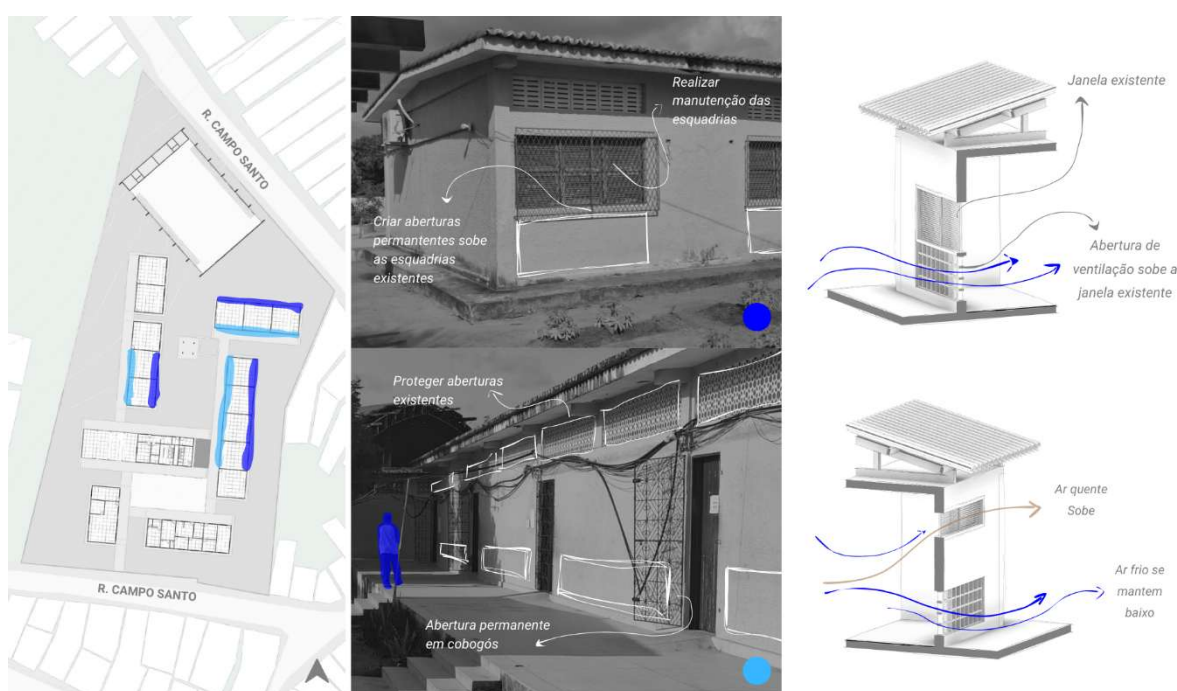 R. CAMPO SANTO
R. CAMPO SANTO
Realizar
manutenção das
esquadrias
Criar aberturas
permantentes sobe
as esquadrias
existentes
Proteger aberturas
existentes
Abertura permanente
em cobogós
Janela existente
Abertura de
ventilação sobe a
janela existente
Ar quente
Sobe
Ar frio se
mantem
baixo